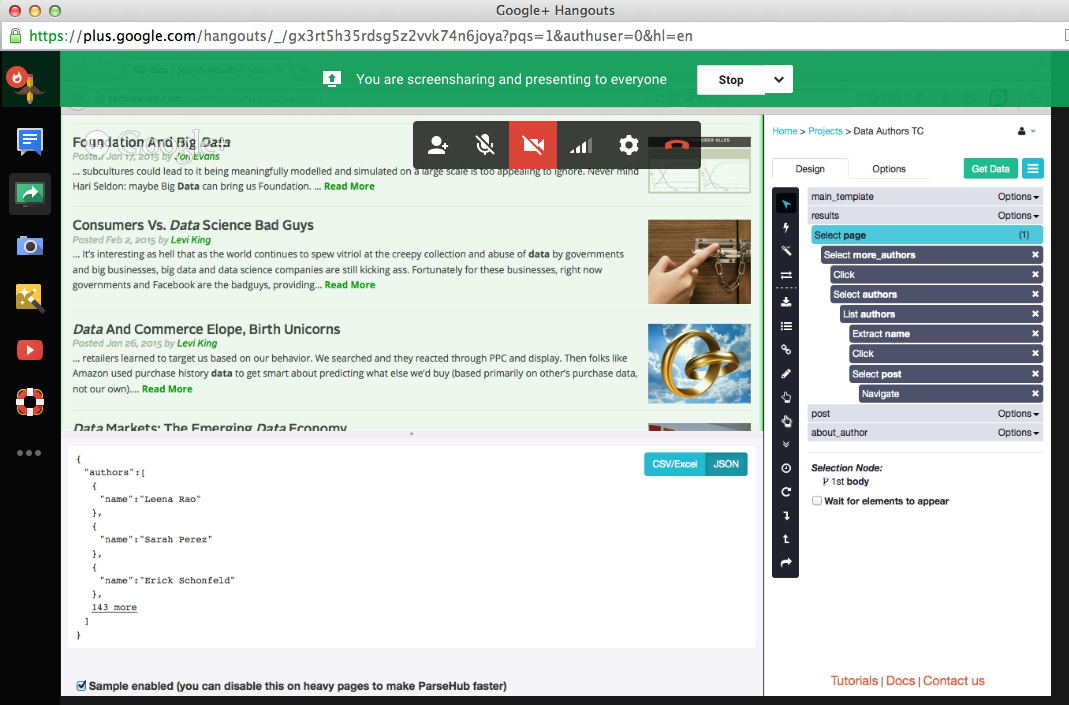 Google+ Hangouts
https://plus.google.com/hangouts/_/gx3rt5h35rdsg5z2vvk74n6joya?pqs=1&authuser=0&hl=en
You are screensharing and presenting to everyone
Stop
Google+
Foundation And Big Data
Posted Jan 17, 2015 by Jon Evans
... subcultures could lead to it being meaningfully modelled and simulated on a large scale is too appealing to ignore. Never mind
Hari Seldon: maybe Big Data can bring us Foundation. ... Read More
Consumers Vs. Data Science Bad Guys
Posted Feb 2, 2015 by Levi King
... It's interesting as hell that as the world continues to spew vitriol at the creepy collection and abuse of data by governments
and big businesses, big data and data science companies are still kicking ass. Fortunately for these businesses, right now
governments and Facebook are the badguys, providing... Read More
Data And Commerce Elope, Birth Unicorns
Posted Jan 26, 2015 by Levi King
... retailers learned to target us based on our behavior. We searched and they reacted through PPC and display. Then folks like
Amazon used purchase history data to get smart about predicting what else we'd buy (based primarily on other's purchase data,
not our own).... Read More
Data Markets: The Emerging Data Economy
CSV/Excel JSON
{
"authors":[
{
"name":"Leena Rao"
},
{
"name":"Sarah Perez"
},
{
"name":"Erick Schonfeld"
},
143 more
]
}
Sample enabled (you can disable this on heavy pages to make ParseHub faster)
Home > Projects > Data Authors TC
Design Options Get Data
main_template Options
results Options
Select page (1)
Select more_authors
Click
Select authors
List authors
Extract name
Click
Select post
Navigate
post Options
about_author Options
Selection Node:
1st body
Wait for elements to appear
Tutorials | Docs | Contact us